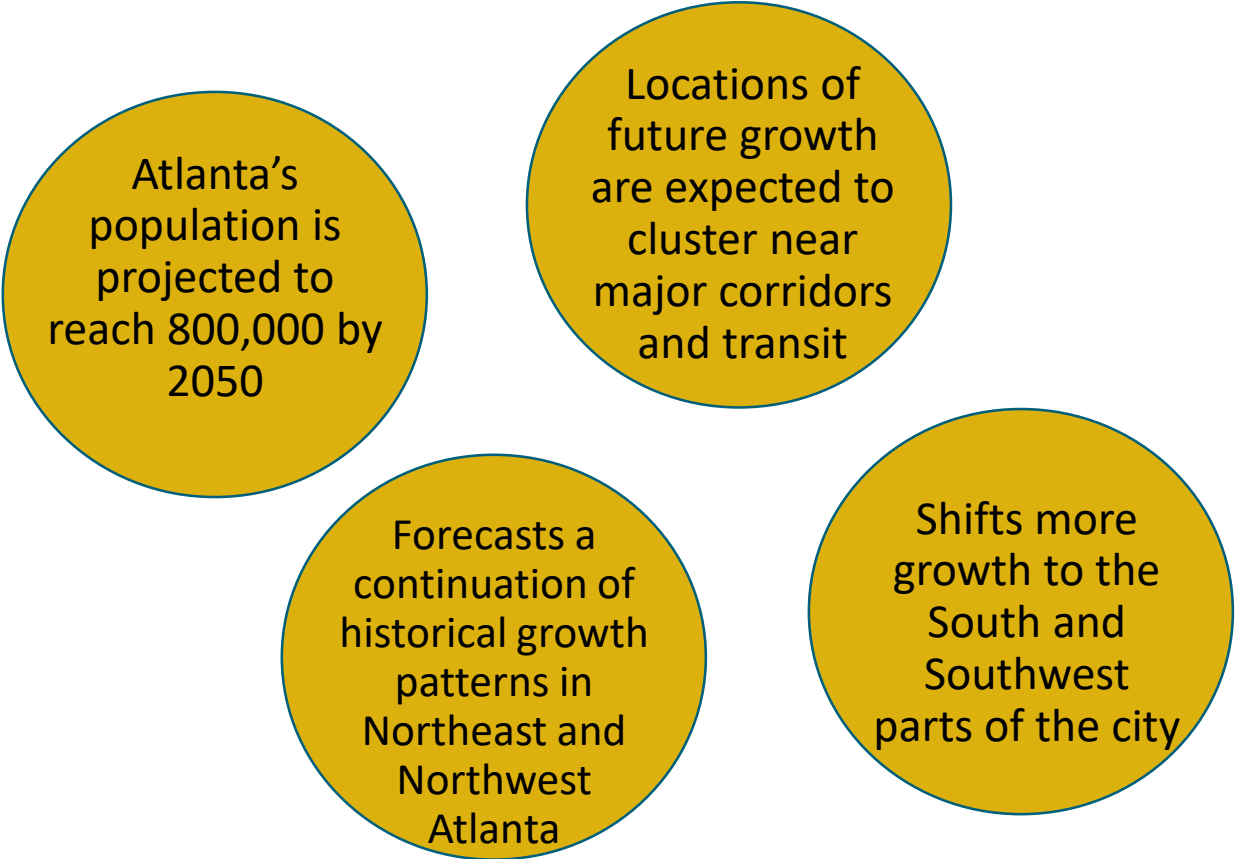 Atlanta’s
population is
projected to
reach 800,000 by
2050
Locations of
future growth
are expected to
cluster near
major corridors
and transit
Forecasts a
continuation of
historical growth
patterns in
Northeast and
Northwest
Atlanta
Shifts more
growth to the
South and
Southwest
parts of the city